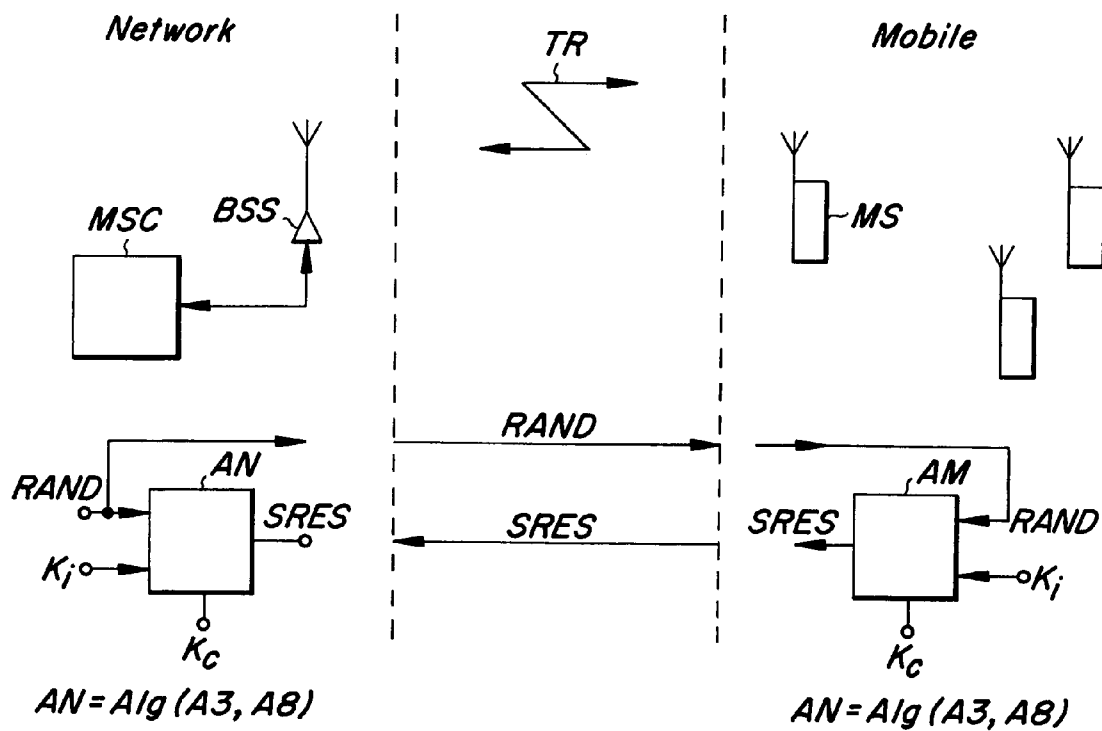 Network
TR
Mobile
BSS
MSC
MS
RAND
AN
AM
RAND
SRES
SRES
SRES
RAND
Ki
Ki
Kc
Kc
AN = Alg (A3, A8)
AN = Alg (A3, A8)